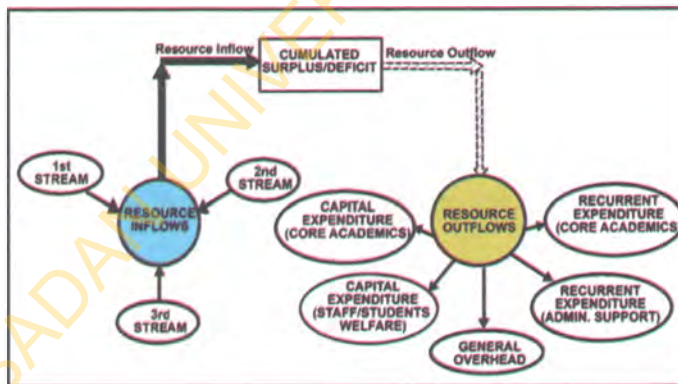 Resource Inflow
CUMULATED
SURPLUS/DEFICIT
Resource Outflow
1st
STREAM
2nd
STREAM
RESOURCE
INFLOWS
3rd
STREAM
CAPITAL
EXPENDITURE
(CORE ACADEMICS)
RESOURCE
OUTFLOWS
RECURRENT
EXPENDITURE
(CORE ACADEMICS)
CAPITAL
EXPENDITURE
(STAFF/STUDENTS
WELFARE)
GENERAL
OVERHEAD
RECURRENT
EXPENDITURE
(ADMIN. SUPPORT)